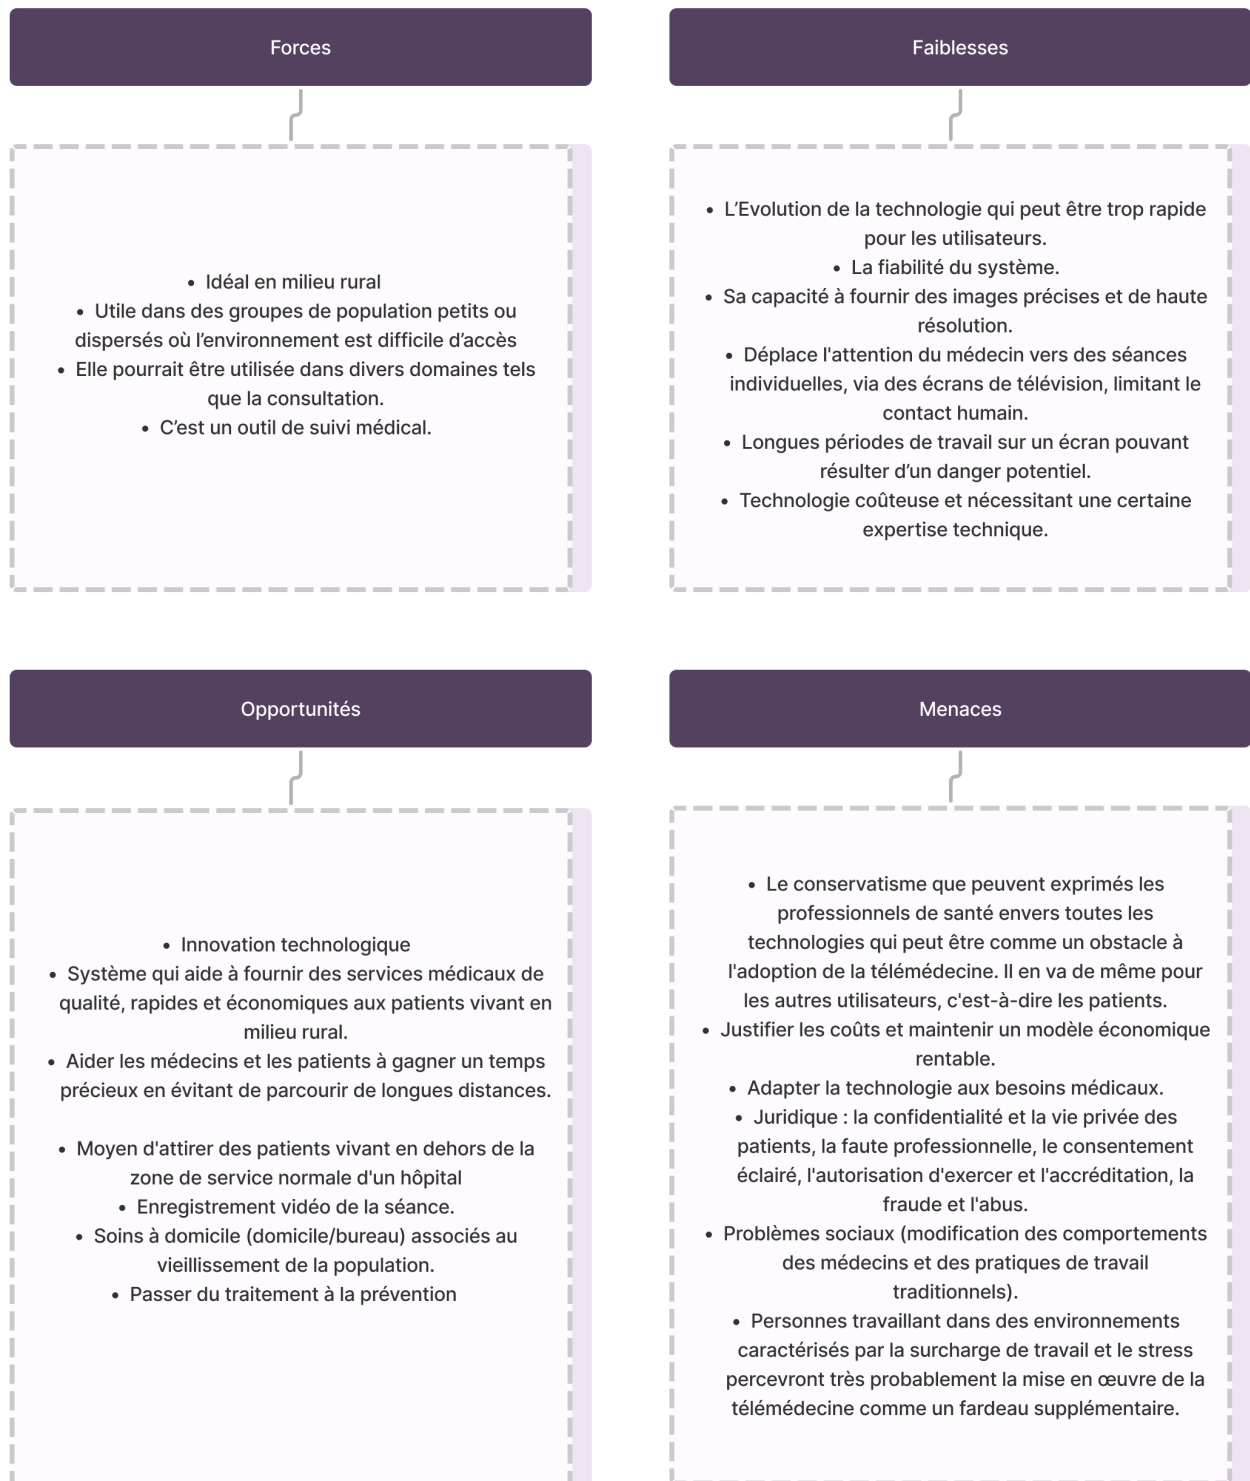 Forces
• Idéal en milieu rural
• Utile dans des groupes de population petits ou
dispersés où l’environnement est difficile d’accès
• Elle pourrait être utilisée dans divers domaines tels
que la consultation.
• C’est un outil de suivi médical.
Faiblesses
• L’Evolution de la technologie qui peut être trop rapide
pour les utilisateurs.
• La fiabilité du système.
• Sa capacité à fournir des images précises et de haute
résolution.
• Déplace l'attention du médecin vers des séances
individuelles, via des écrans de télévision, limitant le
contact humain.
• Longues périodes de travail sur un écran pouvant
résulter d’un danger potentiel.
• Technologie coûteuse et nécessitant une certaine
expertise technique.
Opportunités
• Innovation technologique
• Système qui aide à fournir des services médicaux de
qualité, rapides et économiques aux patients vivant en
milieu rural.
• Aider les médecins et les patients à gagner un temps
précieux en évitant de parcourir de longues distances.
• Moyen d'attirer des patients vivant en dehors de la
zone de service normale d'un hôpital
• Enregistrement vidéo de la séance.
• Soins à domicile (domicile/bureau) associés au
vieillissement de la population.
• Passer du traitement à la prévention
Menaces
• Le conservatisme que peuvent exprimés les
professionnels de santé envers toutes les
technologies qui peut être comme un obstacle à
l'adoption de la télémédecine. Il en va de même pour
les autres utilisateurs, c'est-à-dire les patients.
• Justifier les coûts et maintenir un modèle économique
rentable.
• Adapter la technologie aux besoins médicaux.
• Juridique : la confidentialité et la vie privée des
patients, la faute professionnelle, le consentement
éclairé, l'autorisation d'exercer et l'accréditation, la
fraude et l'abus.
• Problèmes sociaux (modification des comportements
des médecins et des pratiques de travail
traditionnels).
• Personnes travaillant dans des environnements
caractérisés par la surcharge de travail et le stress
percevront très probablement la mise en œuvre de la
télémédecine comme un fardeau supplémentaire.